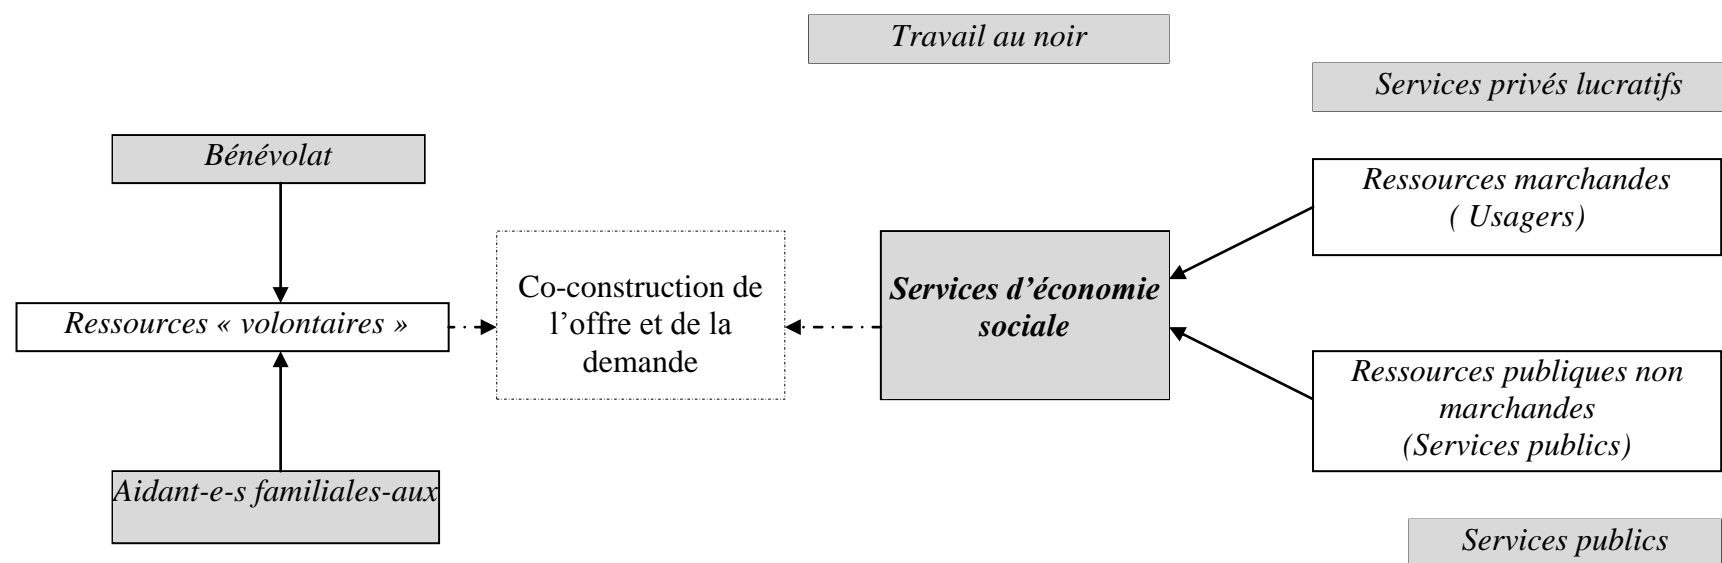 Travail au noir
Services privés lucratifs
Bénévolat
Ressources marchandes
( Usagers)
Ressources « volontaires »
Co-construction de
l’offre et de la
demande
Services d’économie
sociale
Ressources publiques non
marchandes
(Services publics)
Aidant-e-s familiales-aux
Services publics